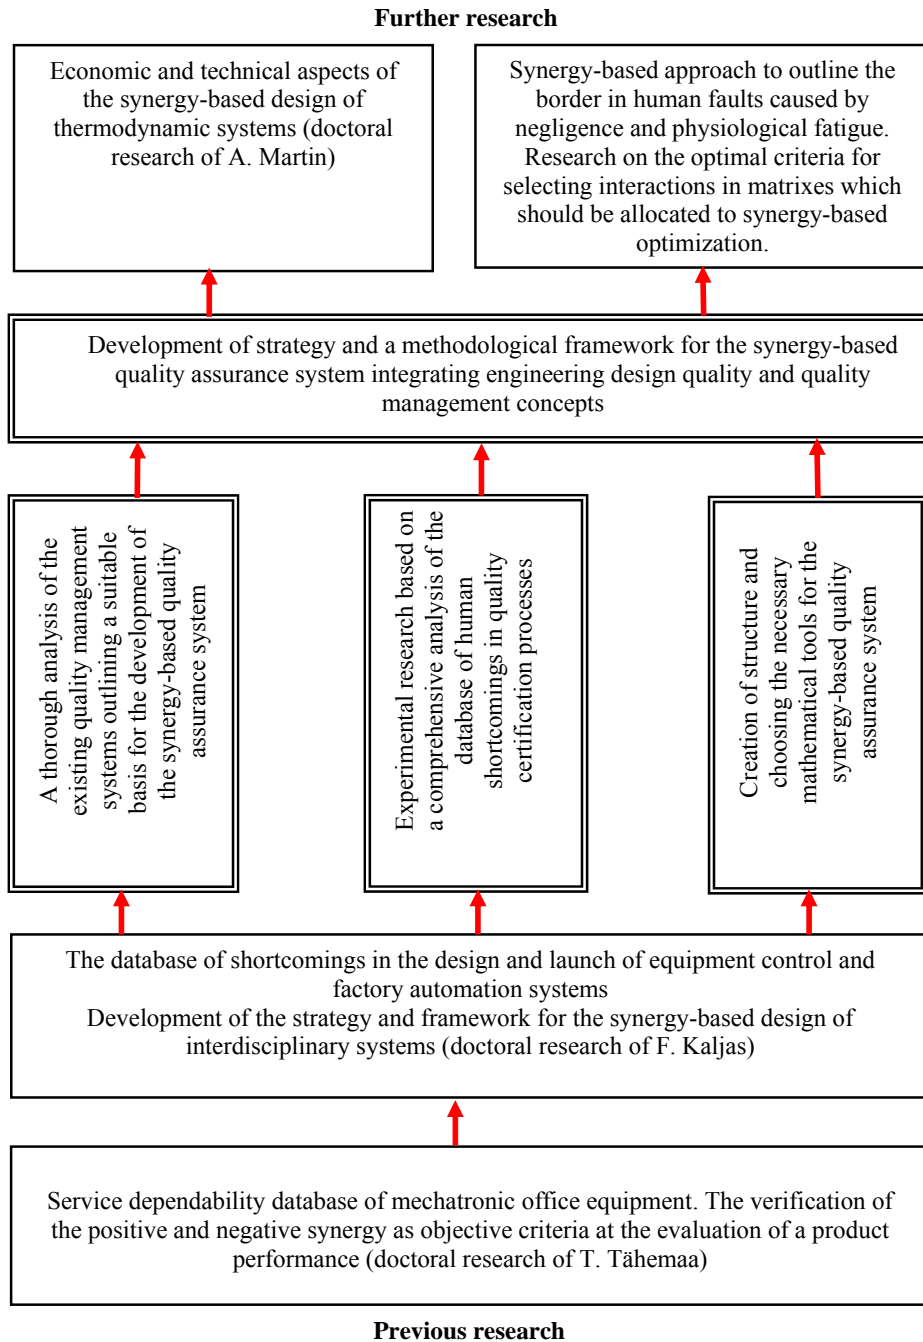 Further research
Economic and technical aspects of
the synergy-based design of
thermodynamic systems (doctoral
research of A. Martin)
Synergy-based approach to outline the
border in human faults caused by
negligence and physiological fatigue.
Research on the optimal criteria for
selecting interactions in matrixes which
should be allocated to synergy-based
optimization.
Development of strategy and a methodological framework for the synergy-based
quality assurance system integrating engineering design quality and quality
management concepts
A thorough analysis of the
existing quality management
systems outlining a suitable
basis for the development of
the synergy-based quality
assurance system
Experimental research based on
a comprehensive analysis of the
database of human
shortcomings in quality
certification processes
Creation of structure and
choosing the necessary
mathematical tools for the
synergy-based quality
assurance system
The database of shortcomings in the design and launch of equipment control and
factory automation systems
Development of the strategy and framework for the synergy-based design of
interdisciplinary systems (doctoral research of F. Kaljas)
Service dependability database of mechatronic office equipment. The verification of
the positive and negative synergy as objective criteria at the evaluation of a product
performance (doctoral research of T. Tähemaa)
Previous research